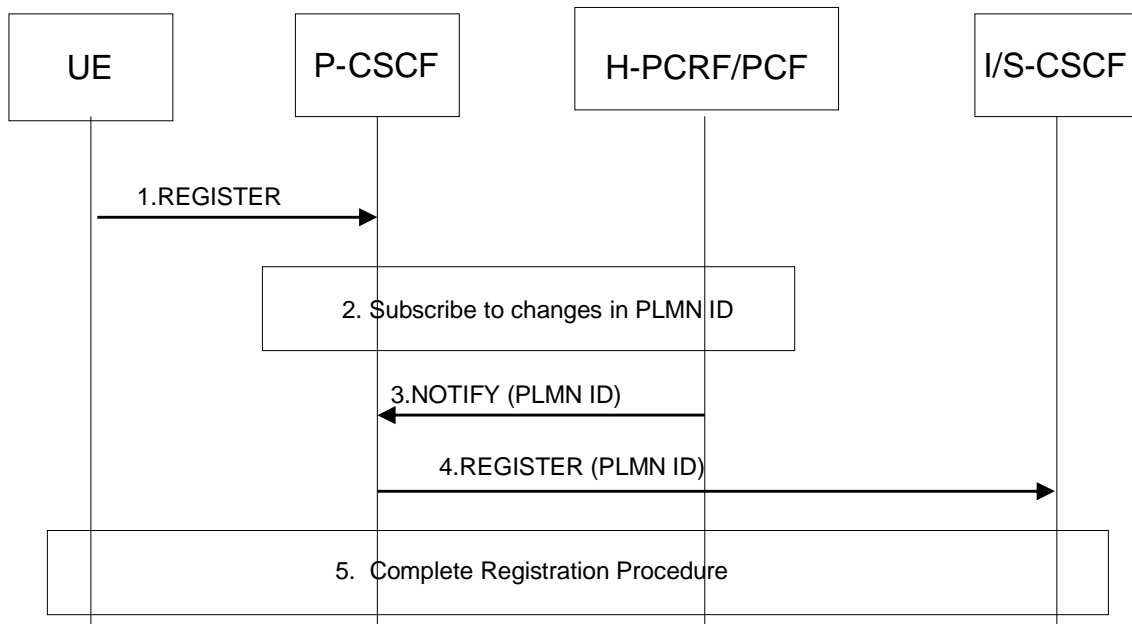 UE
P-CSCF
H-PCRF/PCF
I/S-CSCF
1.REGISTER
2. Subscribe to changes in PLMN ID
3.NOTIFY (PLMN ID)
4.REGISTER (PLMN ID)
5. Complete Registration Procedure